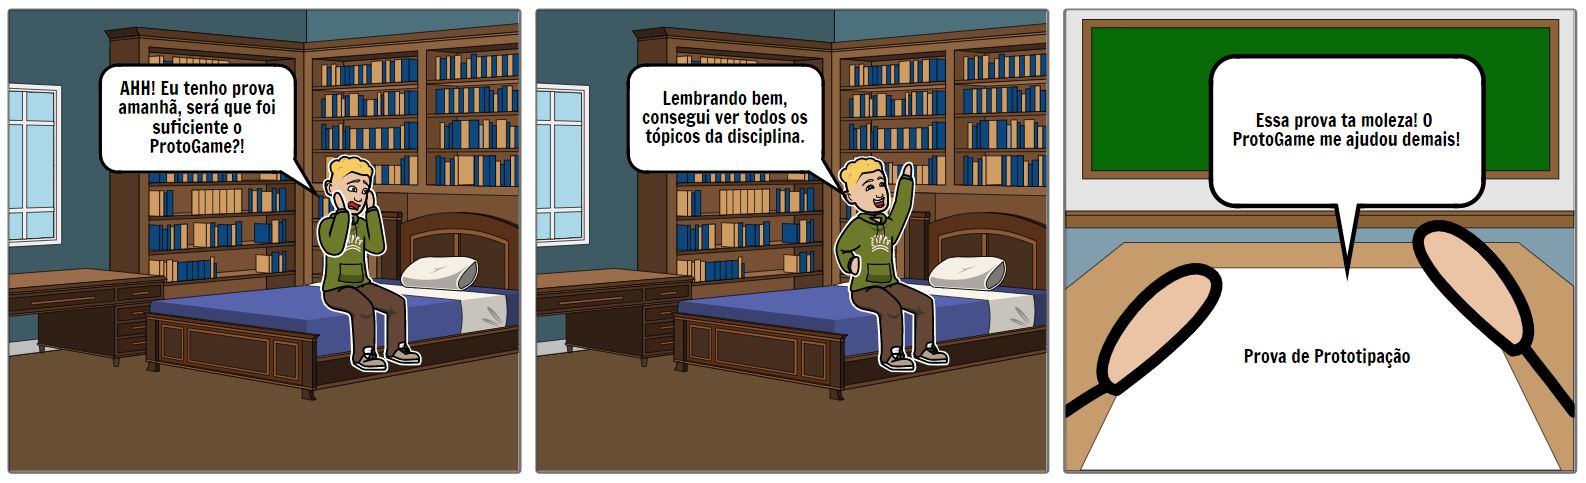 AHH! Eu tenho prova
amanhã, será que foi
suficiente o
ProtoGame?!
Lembrando bem,
consegui ver todos os
tópicos da disciplina.
Essa prova ta moleza! O
ProtoGame me ajudou demais!
Prova de Prototipação